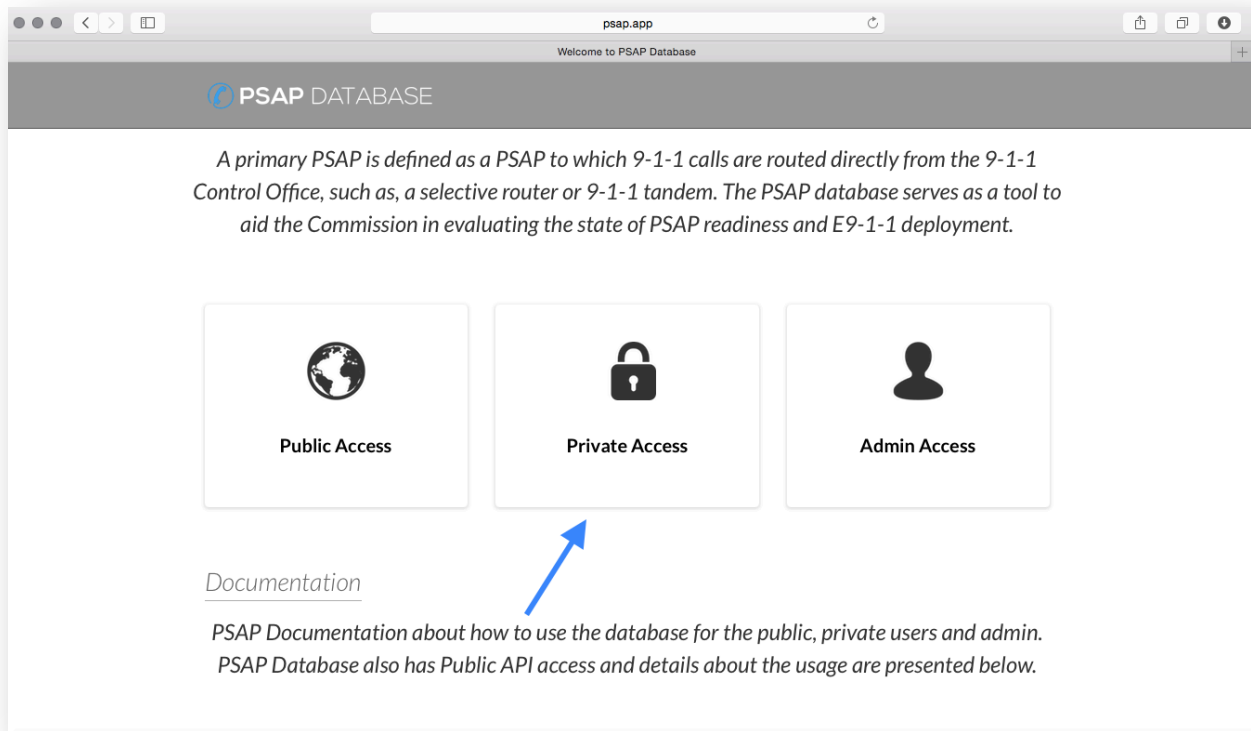 psap.app
Welcome to PSAP Database
PSAP DATABASE
A primary PSAP is defined as a PSAP to which 9-1-1 calls are routed directly from the 9-1-1
Control Office, such as, a selective router or 9-1-1 tandem. The PSAP database serves as a tool to
aid the Commission in evaluating the state of PSAP readiness and E9-1-1 deployment.
Public Access
Private Access
Admin Access
Documentation
PSAP Documentation about how to use the database for the public, private users and admin.
PSAP Database also has Public API access and details about the usage are presented below.